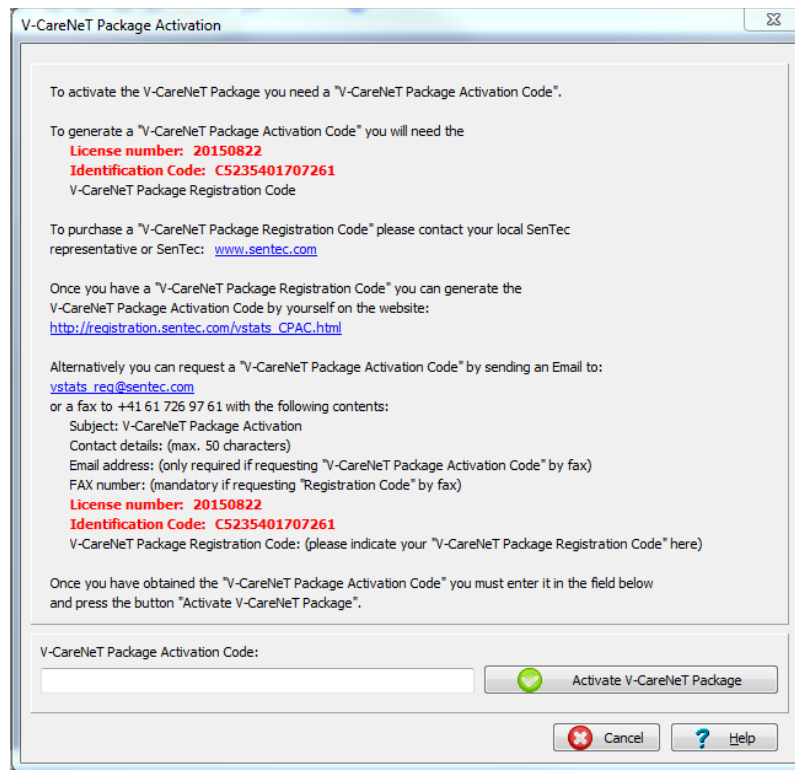 V-CareNeT Package Activation
To activate the V-CareNeT Package you need a "V-CareNeT Package Activation Code".
To generate a "V-CareNeT Package Activation Code" you will need the
License number: 20150822
Identification Code: C5235401707261
V-CareNeT Package Registration Code
To purchase a "V-CareNeT Package Registration Code" please contact your local SenTec
representative or SenTec: www.sentec.com
Once you have a "V-CareNeT Package Registration Code" you can generate the
V-CareNeT Package Activation Code by yourself on the website:
http://registration.sentec.com/vstats_CPAC.html
Alternatively you can request a "V-CareNeT Package Activation Code" by sending an Email to:
vstats_reg@sentec.com
or a fax to +41 61 726 97 61 with the following contents:
Subject: V-CareNeT Package Activation
Contact details: (max. 50 characters)
Email address: (only required if requesting "V-CareNeT Package Activation Code" by fax)
FAX number: (mandatory if requesting "Registration Code" by fax)
License number: 20150822
Identification Code: C5235401707261
V-CareNeT Package Registration Code: (please indicate your "V-CareNeT Package Registration Code" here)
Once you have obtained the "V-CareNeT Package Activation Code" you must enter it in the field below
and press the button "Activate V-CareNeT Package".
V-CareNeT Package Activation Code:
Activate V-CareNeT Package
Cancel
Help